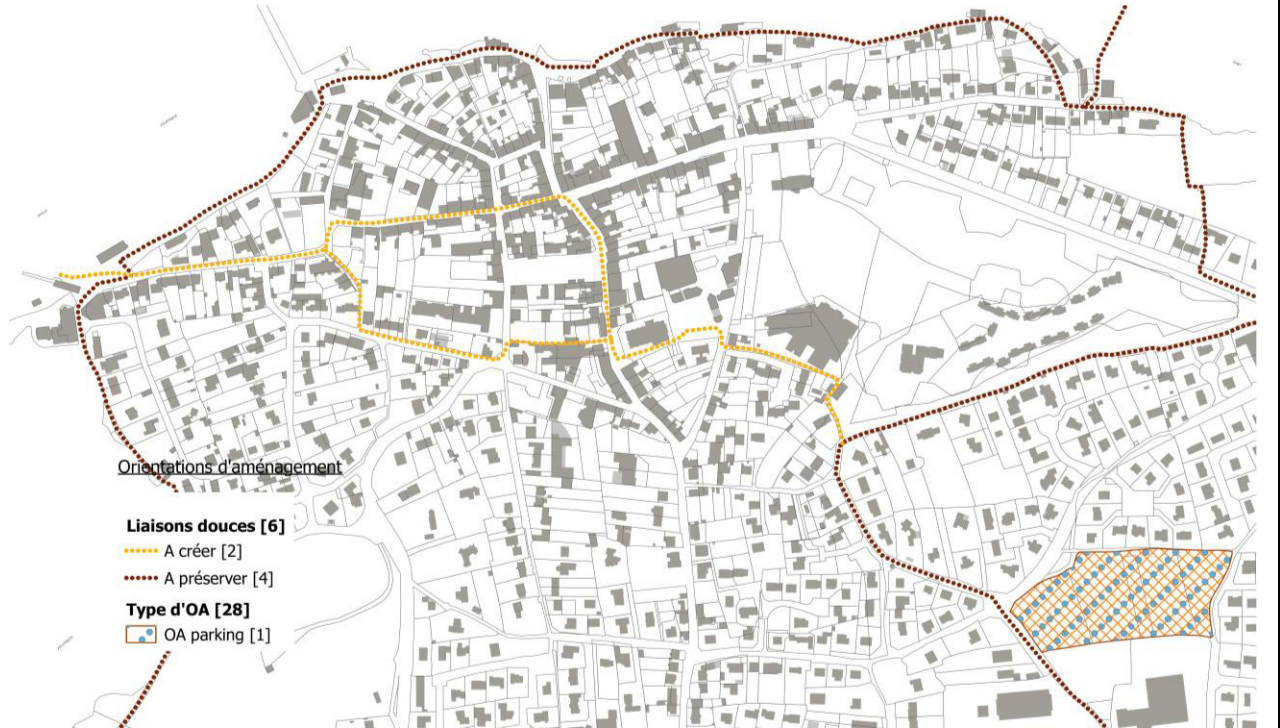 Orientations d'aménagement
Liaisons douces [6]
A créer [2]
A préserver [4]
Type d'OA [28]
OA parking [1]